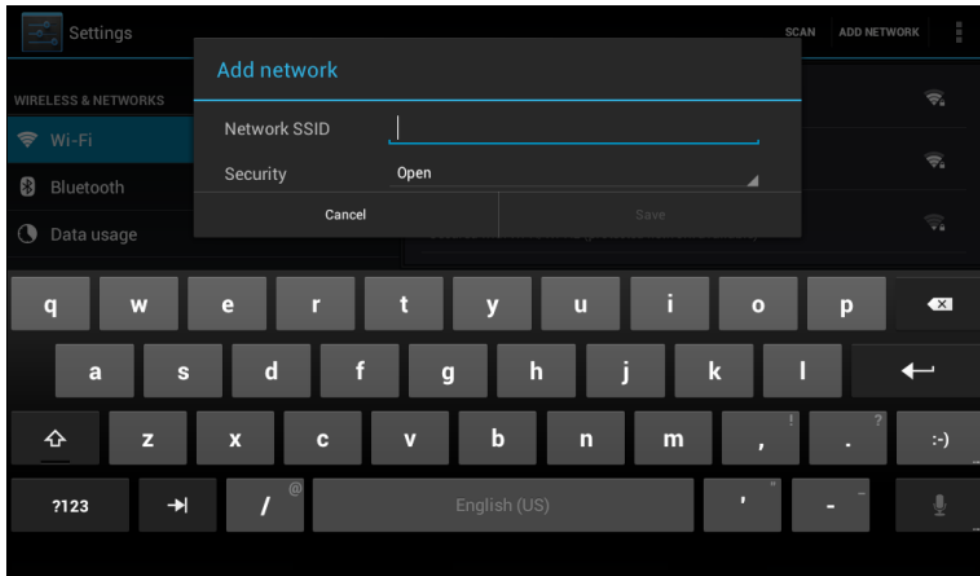 Settings
SCAN
ADD NETWORK
Add network
WIRELESS & NETWORKS
Network SSID
Wi-Fi
Security
Open
Bluetooth
Cancel
Save
Data usage
q w e r t y u i o p
a s d f g h j k l
z x c v b n m , ! . ? :-)
?123 / @ English (US) ' " - _